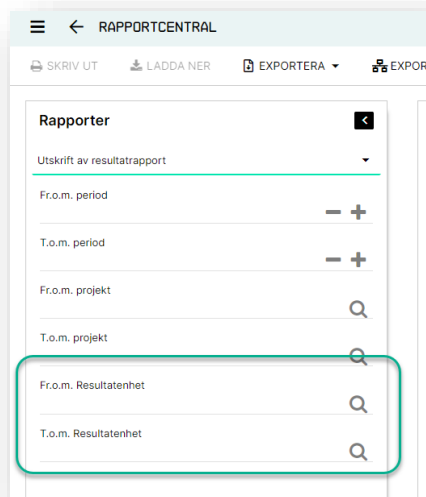 RAPPORTCENTRAL
SKRIV UT LADDA NER EXPORTERA EXPOR
Rapporter
Utskrift av resultatrapport
Fr.o.m. period
T.o.m. period
Fr.o.m. projekt
T.o.m. projekt
Fr.o.m. Resultatenhet
T.o.m. Resultatenhet